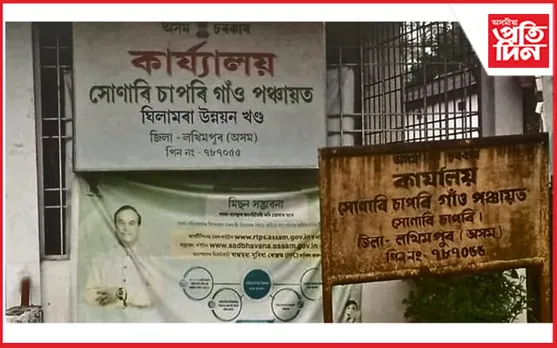 অসমীয়া
প্রতি
দিন
অসম চৰকাৰ
কাৰ্য্যালয়
সোণাৰি চাপৰি গাঁও পঞ্চায়ত
ঘিলামৰা উন্নয়ন খণ্ড
জিলা - লখিমপুৰ (অসম)
পিন নং - ৭৮৭০৫৫
মিছন সদ্ভাৱনা
www.rtps.assam.gov.in
www.sadbhavana.assam.gov.in
অসম চৰকাৰ
কাৰ্যালয়
সোণাৰি চাপৰি গাঁও পঞ্চায়ত
সোণাৰি চাপৰি।
জিলা- লখিমপুৰ (অসম)
পিন নং- ৭৮৭০৫৫